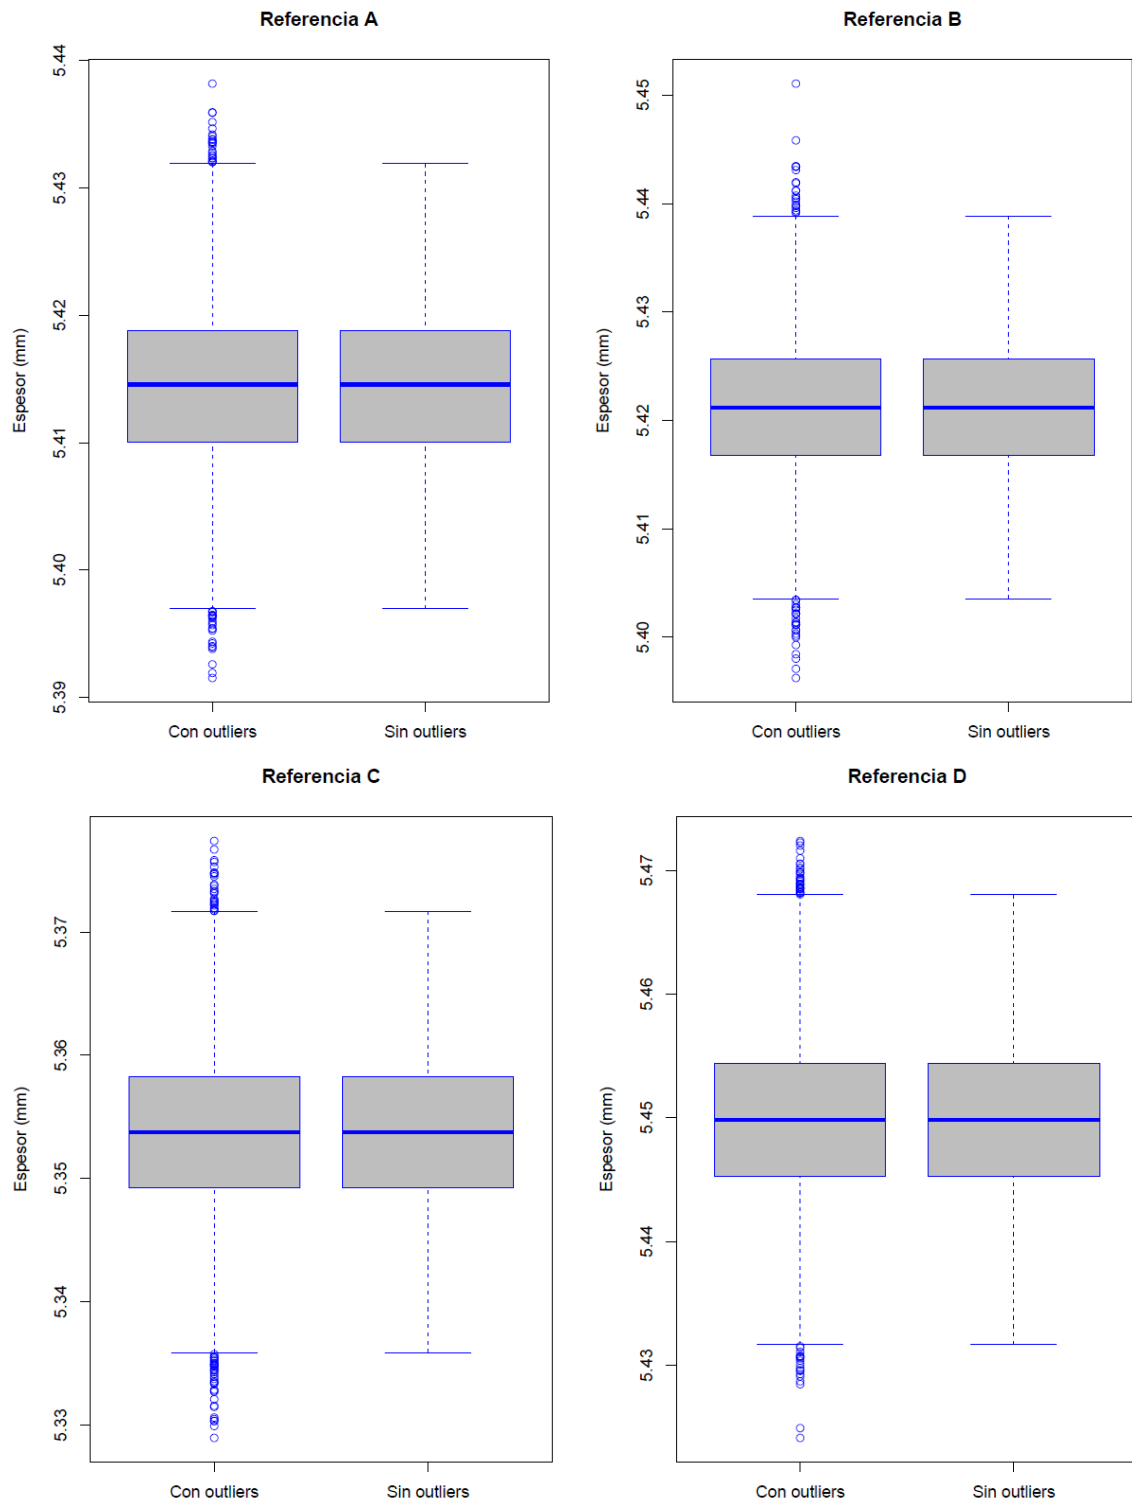 Referencia A
Espesor (mm)
5.44
5.43
5.42
5.41
5.40
5.39
Con outliers Sin outliers
Referencia B
Espesor (mm)
5.45
5.44
5.43
5.42
5.41
5.40
Con outliers Sin outliers
Referencia C
Espesor (mm)
5.37
5.36
5.35
5.34
5.33
Con outliers Sin outliers
Referencia D
Espesor (mm)
5.47
5.46
5.45
5.44
5.43
Con outliers Sin outliers